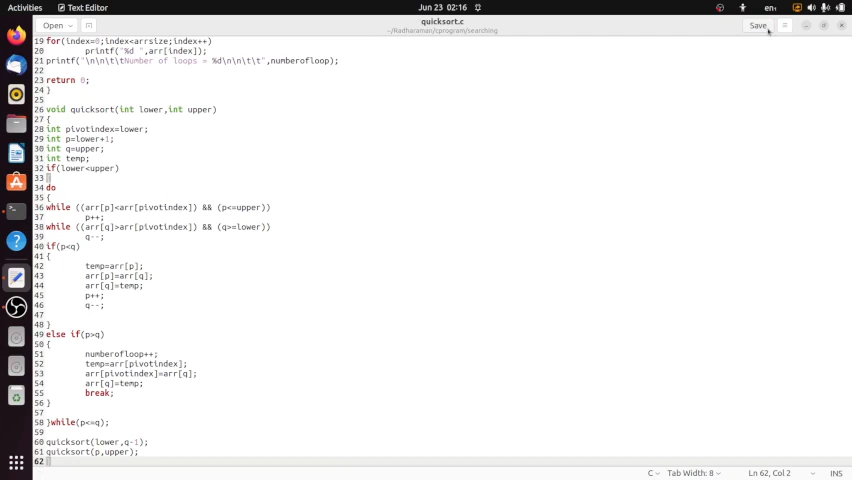 Activities Text Editor Jun 23 02:16 en
Open quicksort.c Save
~/Radharaman/cprogram/searching
19 for(index=0;index<arrsize;index++)
20 printf("%d ",arr[index]);
21 printf("\n\n\t\tNumber of loops = %d\n\n\t\t",numberofloop);
22
23 return 0;
24 }
25
26 void quicksort(int lower,int upper)
27 {
28 int pivotindex=lower;
29 int p=lower+1;
30 int q=upper;
31 int temp;
32 if(lower<upper)
33 {
34 do
35 {
36 while ((arr[p]<arr[pivotindex]) && (p<=upper))
37 p++;
38 while ((arr[q]>arr[pivotindex]) && (q>=lower))
39 q--;
40 if(p<q)
41 {
42 temp=arr[p];
43 arr[p]=arr[q];
44 arr[q]=temp;
45 p++;
46 q--;
47
48 }
49 else if(p>q)
50 {
51 numberofloop++;
52 temp=arr[pivotindex];
53 arr[pivotindex]=arr[q];
54 arr[q]=temp;
55 break;
56 }
57
58 }while(p<=q);
59
60 quicksort(lower,q-1);
61 quicksort(p,upper);
62 }
C Tab Width: 8 Ln 62, Col 2 INS